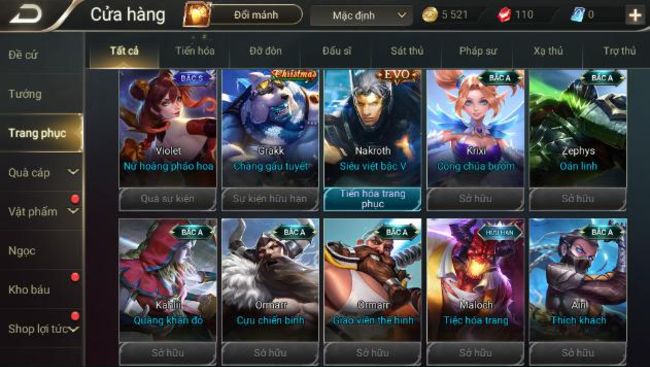 Cửa hàng
Đổi mảnh
Mặc định
5 521
110
0
Đề cử
Tướng
Trang phục
Quà cáp
Vật phẩm
Ngọc
Kho báu
Shop lợi tức
Tất cả
Tiến hóa
Đỡ đòn
Đấu sĩ
Sát thủ
Pháp sư
Xạ thủ
Trợ thủ
BẬC S
Violet
Nữ hoàng pháo hoa
Quà sự kiện
Christmas
Grakk
Chàng gấu tuyết
Sự kiện hữu hạn
EVO
Nakroth
Siêu việt bậc V
Tiến hóa trang
phục
BẬC A
Krixi
Công chúa bướm
Sở hữu
BẬC A
Zephys
Oán linh
Sở hữu
BẬC A
Kahlii
Quàng khăn đỏ
Sở hữu
BẬC A
Ormarr
Cựu chiến binh
Sở hữu
BẬC A
Ormarr
Giáo viên thể hình
Sở hữu
HỮU HẠN
Maloch
Tiệc hóa trang
Sở hữu
BẬC A
Airi
Thích khách
Sở hữu